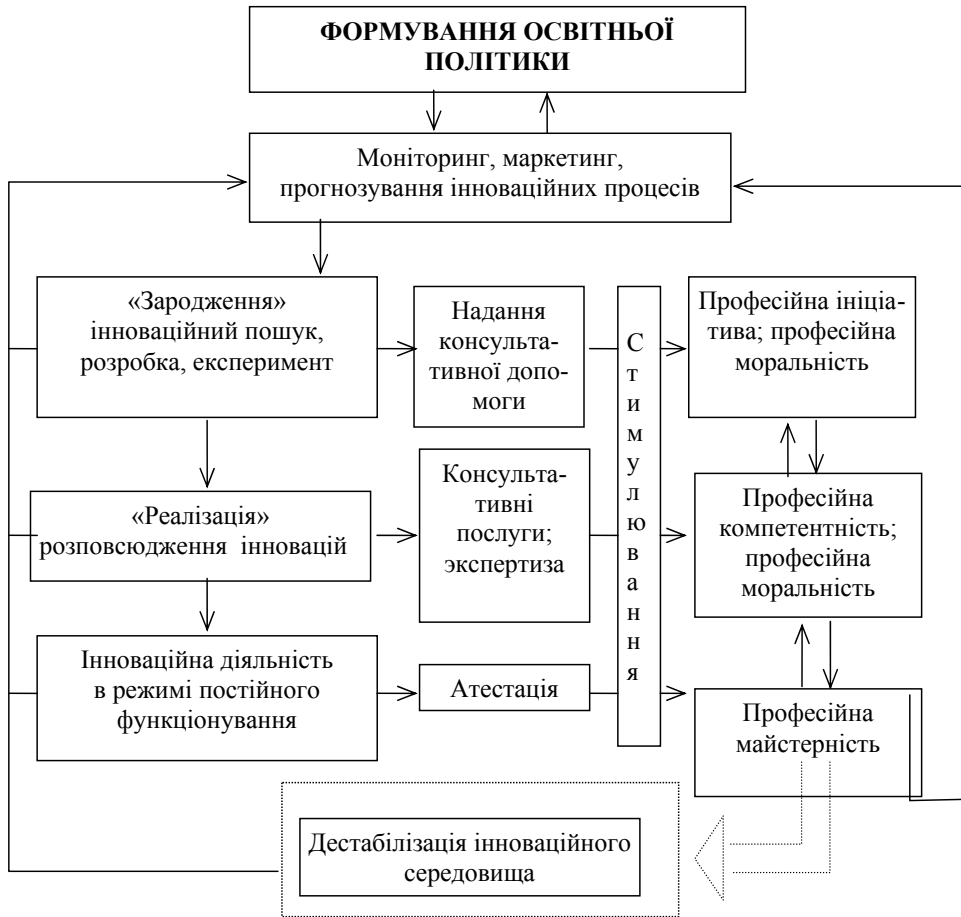 ФОРМУВАННЯ ОСВІТНЬОЇ
ПОЛІТИКИ
Моніторинг, маркетинг,
прогнозування інноваційних процесів
«Зародження»
інноваційний пошук,
розробка, експеримент
Надання
консульта-
тивної допо-
моги
Стимулювання
Професійна ініціа-
тива; професійна
моральність
«Реалізація»
розповсюдження інновацій
Консульта-
тивні
послуги;
экспертиза
Професійна
компетентність;
професійна
моральність
Інноваційна діяльність
в режимі постійного
функціонування
Атестація
Професійна
майстерність
Дестабілізація інноваційного
середовища